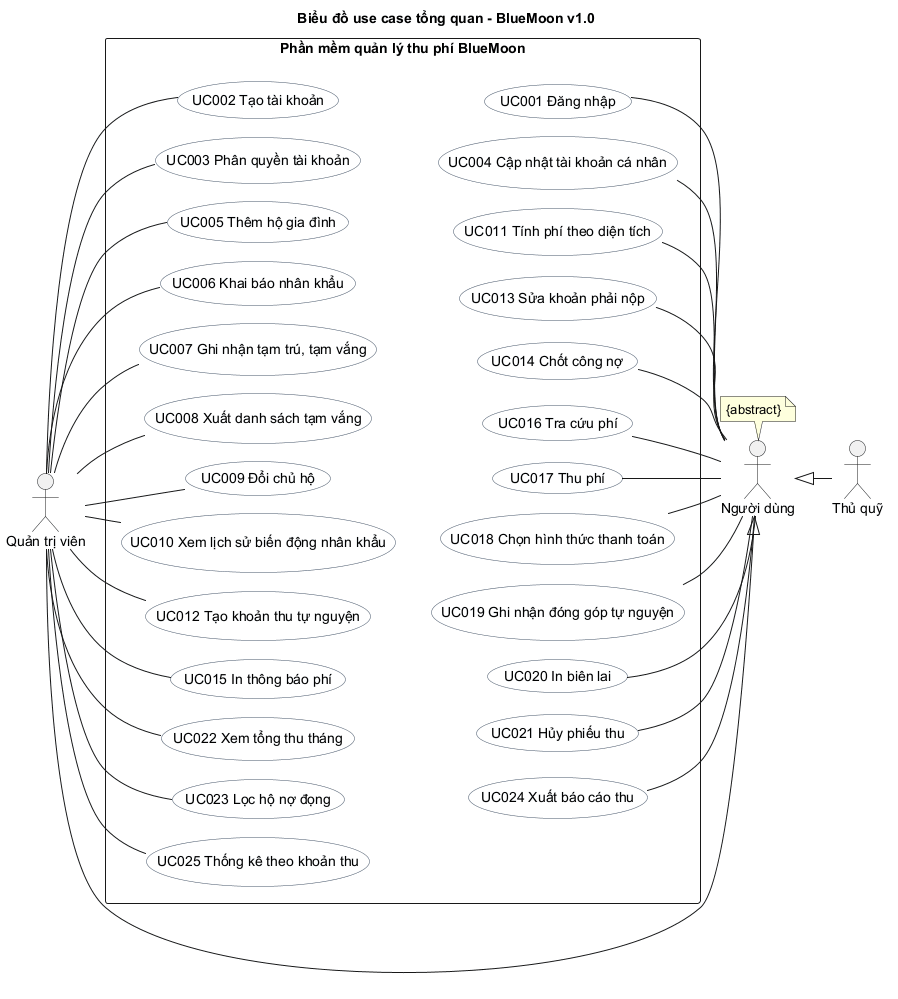 Biểu đồ use case tổng quan - BlueMoon v1.0
Phần mềm quản lý thu phí BlueMoon
UC002 Tạo tài khoản
UC003 Phân quyền tài khoản
UC005 Thêm hộ gia đình
UC006 Khai báo nhân khẩu
UC007 Ghi nhận tạm trú, tạm vắng
UC008 Xuất danh sách tạm vắng
UC009 Đổi chủ hộ
UC010 Xem lịch sử biến động nhân khẩu
UC012 Tạo khoản thu tự nguyện
UC015 In thông báo phí
UC022 Xem tổng thu tháng
UC023 Lọc hộ nợ đọng
UC025 Thống kê theo khoản thu
UC001 Đăng nhập
UC004 Cập nhật tài khoản cá nhân
UC011 Tính phí theo diện tích
UC013 Sửa khoản phải nộp
UC014 Chốt công nợ
UC016 Tra cứu phí
UC017 Thu phí
UC018 Chọn hình thức thanh toán
UC019 Ghi nhận đóng góp tự nguyện
UC020 In biên lai
UC021 Hủy phiếu thu
UC024 Xuất báo cáo thu
Quản trị viên
{abstract}
Người dùng
Thủ quỹ